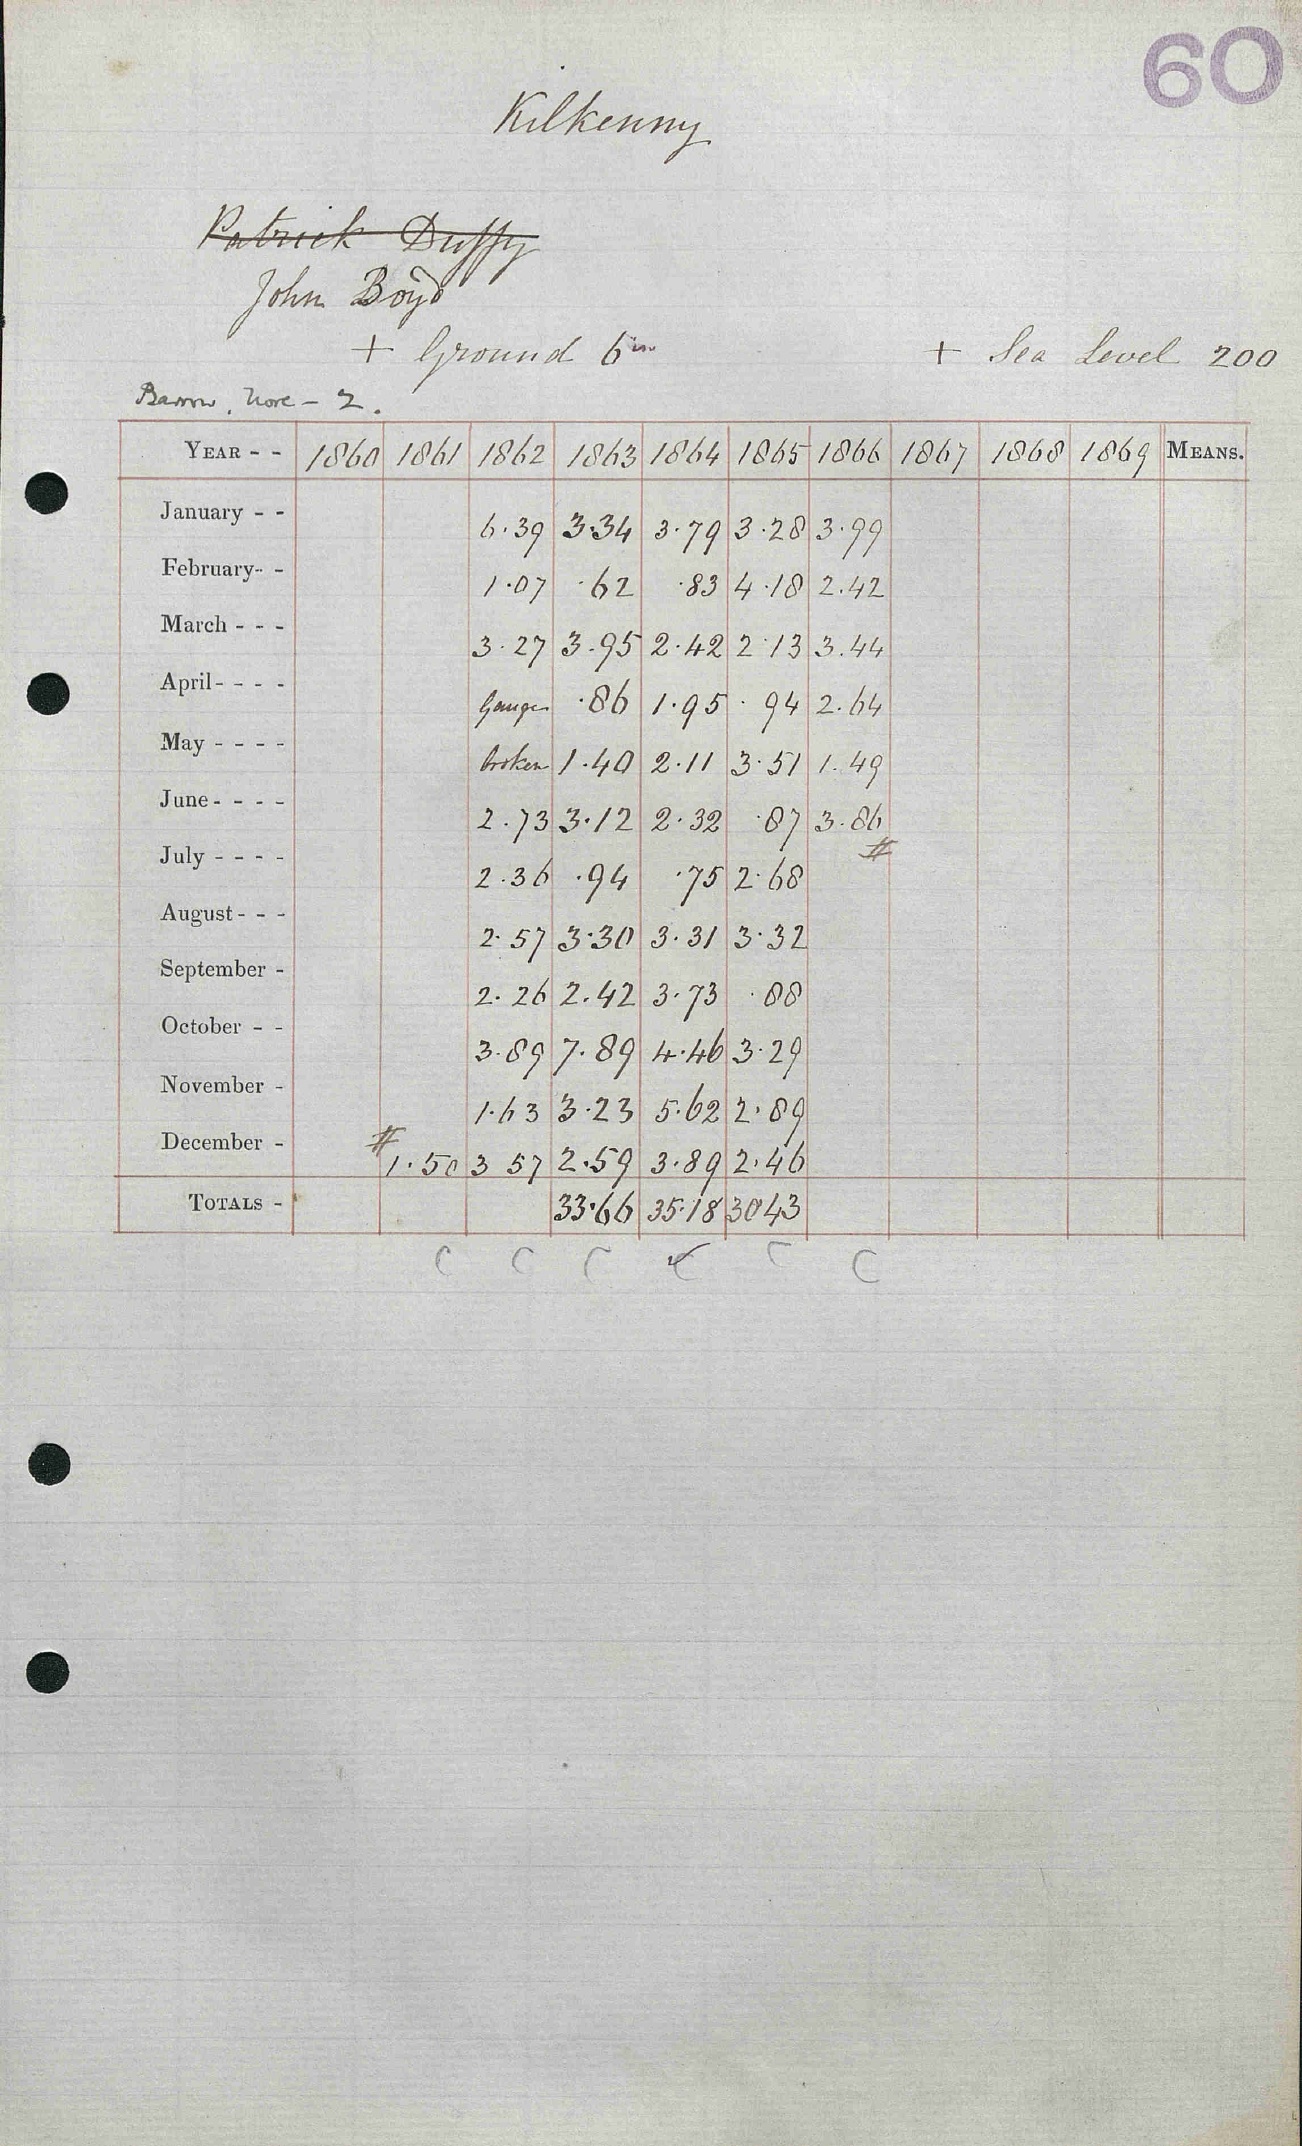 60
Kilkenny
Patrick Duffy
John Boyd
+ Ground 6in + Sea Level 200
Barrow, Nore - 2.
YEAR - - 1860 1861 1862 1863 1864 1865 1866 1867 1868 1869 MEANS.
January - - 6.39 3.34 3.79 3.28 3.99
February - - 1.07 .62 .83 4.18 2.42
March - - - 3.27 3.95 2.42 2.13 3.44
April - - - - Gauge .86 1.95 .94 2.64
May - - - - broken 1.40 2.11 3.51 1.49
June - - - - 2.73 3.12 2.32 .87 3.86 #
July - - - - 2.36 .94 .75 2.68
August - - - 2.57 3.30 3.31 3.32
September - 2.26 2.42 3.73 .88
October - - 3.89 7.89 4.46 3.29
November - 1.63 3.23 5.62 2.89
December - # 1.50 3 57 2.59 3.89 2.46
TOTALS - 33.66 35.18 3043
C C C C C C